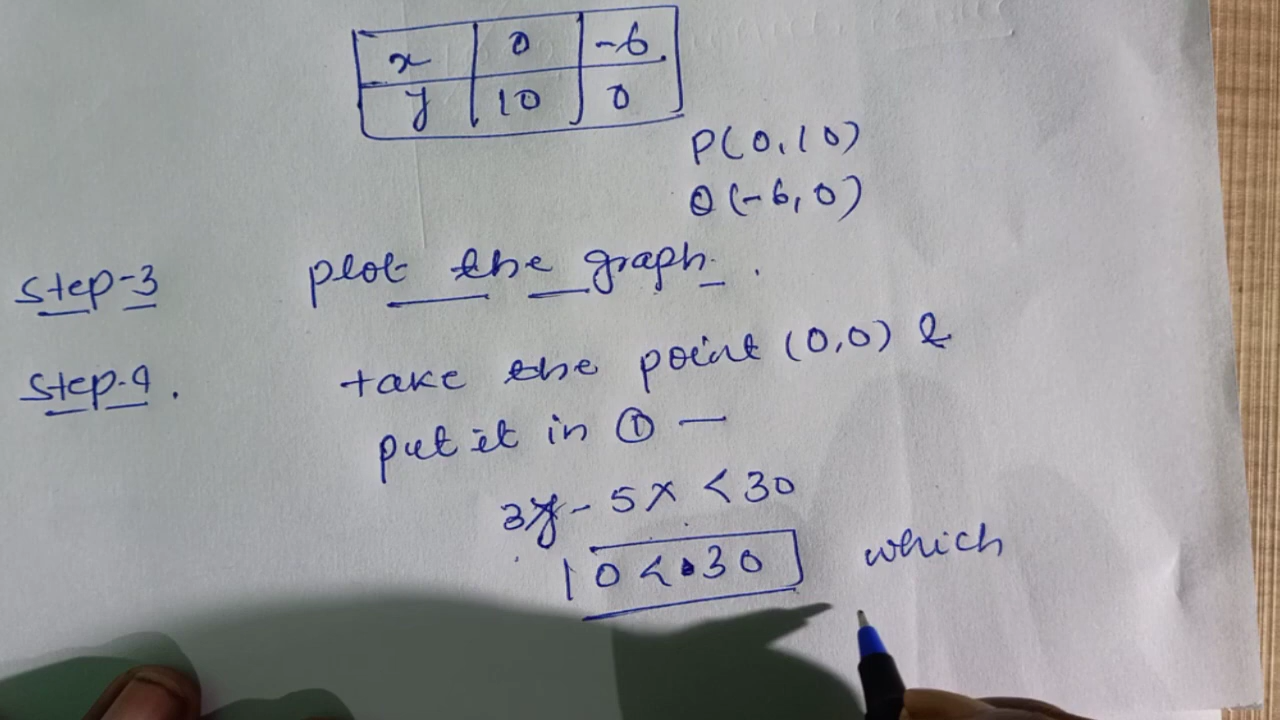 x 0 -6
y 10 0
P(0,10)
Q(-6,0)
Step-3 plot the graph.
Step-4. take the point (0,0) &
put it in ① —
3y - 5x < 30
0 < 30 which